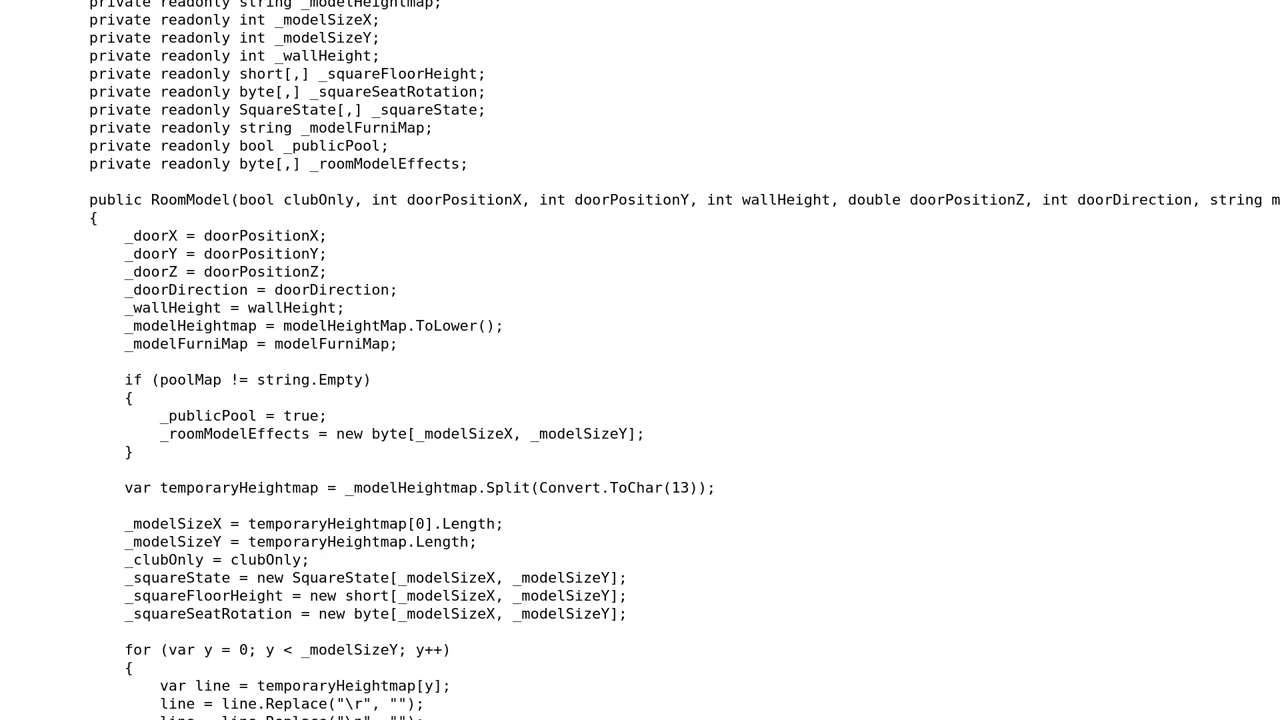 private readonly string _modelHeightmap;
private readonly int _modelSizeX;
private readonly int _modelSizeY;
private readonly int _wallHeight;
private readonly short[,] _squareFloorHeight;
private readonly byte[,] _squareSeatRotation;
private readonly SquareState[,] _squareState;
private readonly string _modelFurniMap;
private readonly bool _publicPool;
private readonly byte[,] _roomModelEffects;
public RoomModel(bool clubOnly, int doorPositionX, int doorPositionY, int wallHeight, double doorPositionZ, int doorDirection, string m
{
_doorX = doorPositionX;
_doorY = doorPositionY;
_doorZ = doorPositionZ;
_doorDirection = doorDirection;
_wallHeight = wallHeight;
_modelHeightmap = modelHeightMap.ToLower();
_modelFurniMap = modelFurniMap;
if (poolMap != string.Empty)
{
_publicPool = true;
_roomModelEffects = new byte[_modelSizeX, _modelSizeY];
}
var temporaryHeightmap = _modelHeightmap.Split(Convert.ToChar(13));
_modelSizeX = temporaryHeightmap[0].Length;
_modelSizeY = temporaryHeightmap.Length;
_clubOnly = clubOnly;
_squareState = new SquareState[_modelSizeX, _modelSizeY];
_squareFloorHeight = new short[_modelSizeX, _modelSizeY];
_squareSeatRotation = new byte[_modelSizeX, _modelSizeY];
for (var y = 0; y < _modelSizeY; y++)
{
var line = temporaryHeightmap[y];
line = line.Replace("\r", "");